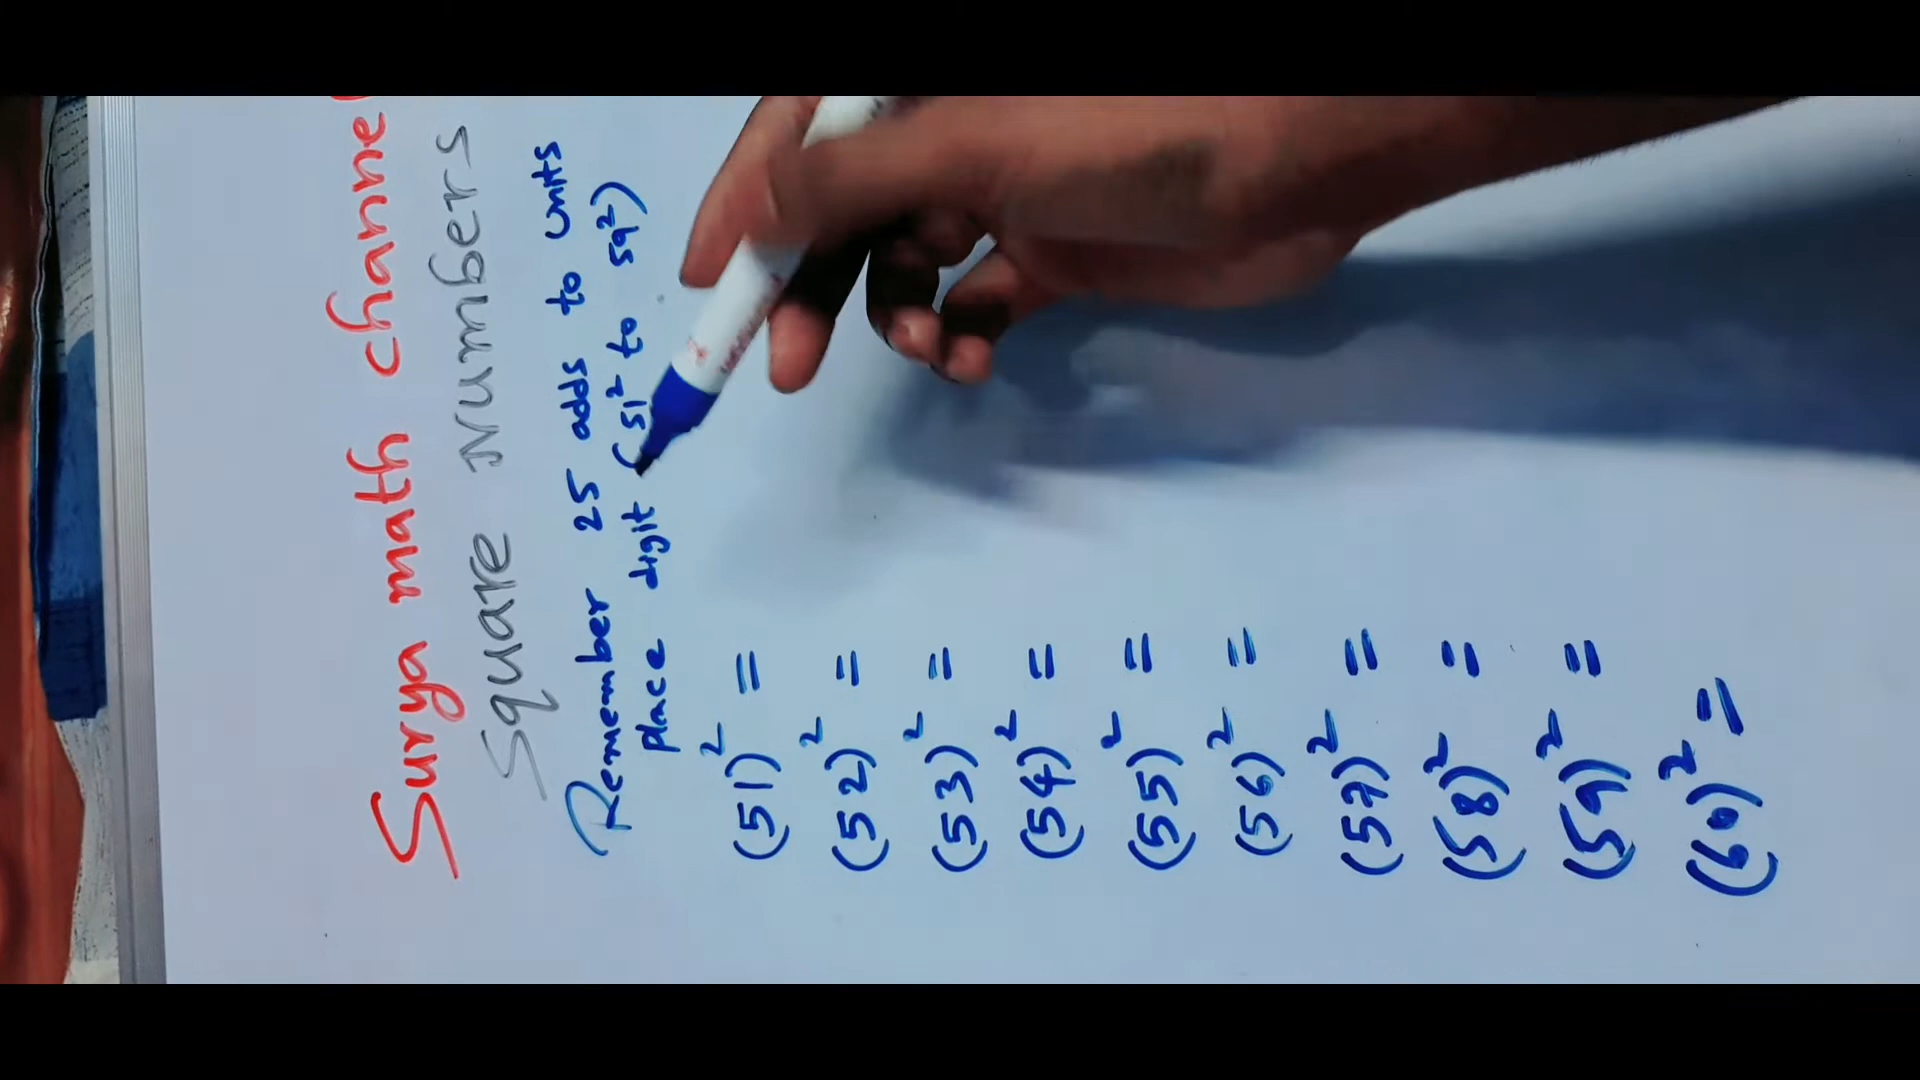 Surya math channel
Square numbers
Remember 25 adds to units
place digit (51² to 59²)
(51)² =
(52)² =
(53)² =
(54)² =
(55)² =
(56)² =
(57)² =
(58)² =
(59)² =
(60)² =